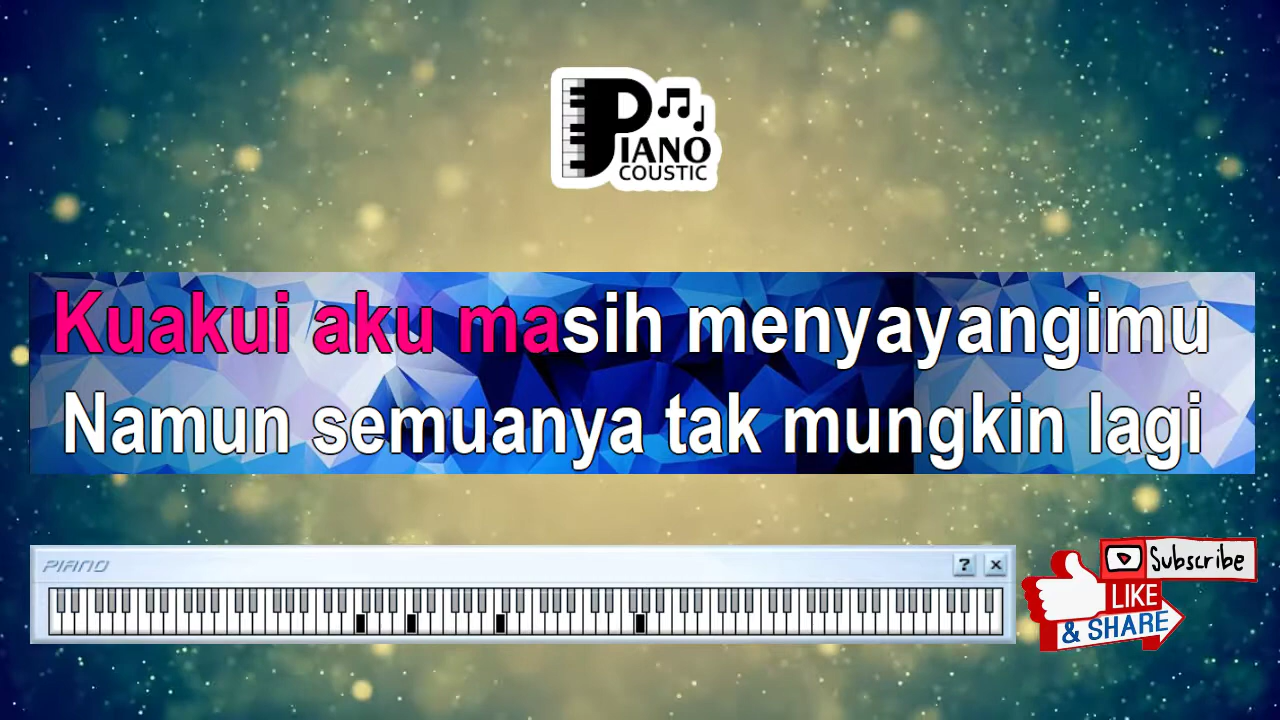 PIANO
COUSTIC
Kuakui aku masih menyayangimu
Namun semuanya tak mungkin lagi
PIANO
? ×
Subscribe
LIKE
& SHARE